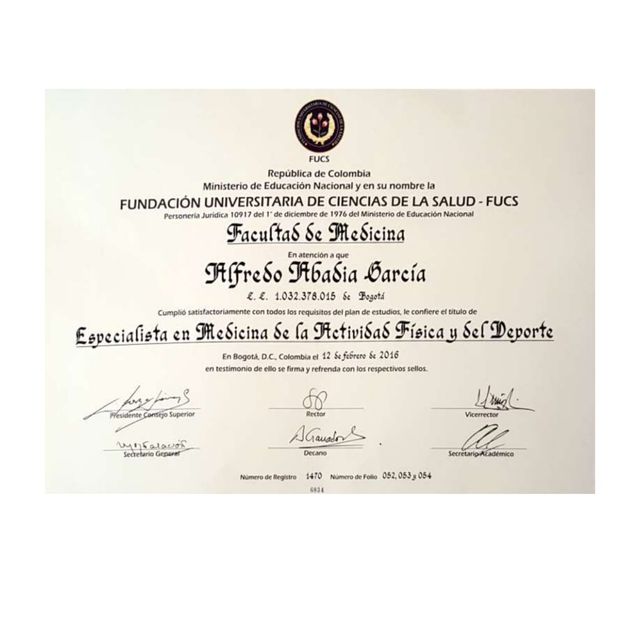 FUCS
República de Colombia
Ministerio de Educación Nacional y en su nombre la
FUNDACIÓN UNIVERSITARIA DE CIENCIAS DE LA SALUD - FUCS
Personería Jurídica 10917 del 1° de diciembre de 1976 del Ministerio de Educación Nacional
Facultad de Medicina
En atención a que
Alfredo Abadia García
C. C. 1.032.378.015 de Bogotá
Cumplió satisfactoriamente con todos los requisitos del plan de estudios, le confiere el título de
Especialista en Medicina de la Actividad Física y del Deporte
En Bogotá, D.C., Colombia el 12 de febrero de 2016
en testimonio de ello se firma y refrenda con los respectivos sellos.
Presidente Consejo Superior Rector Vicerrector
Secretario General Decano Secretario Académico
Número de Registro 1470 Número de Folio 052, 053 y 054